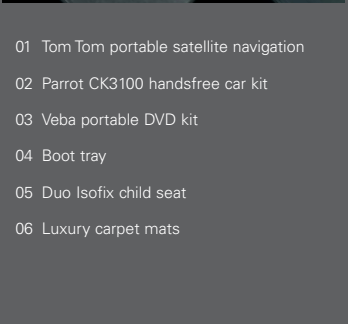 01 Tom Tom portable satellite navigation
02 Parrot CK3100 handsfree car kit
03 Veba portable DVD kit
04 Boot tray
05 Duo Isofix child seat
06 Luxury carpet mats